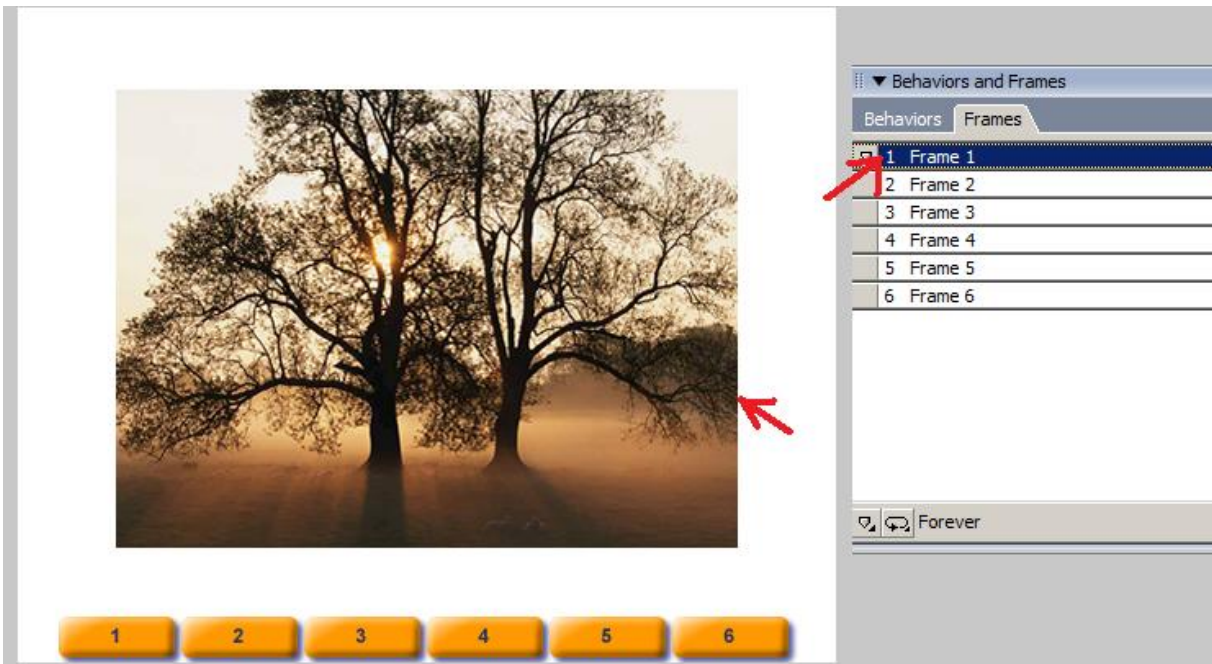 Behaviors and Frames
Behaviors Frames
1 Frame 1
2 Frame 2
3 Frame 3
4 Frame 4
5 Frame 5
6 Frame 6
Forever
1 2 3 4 5 6